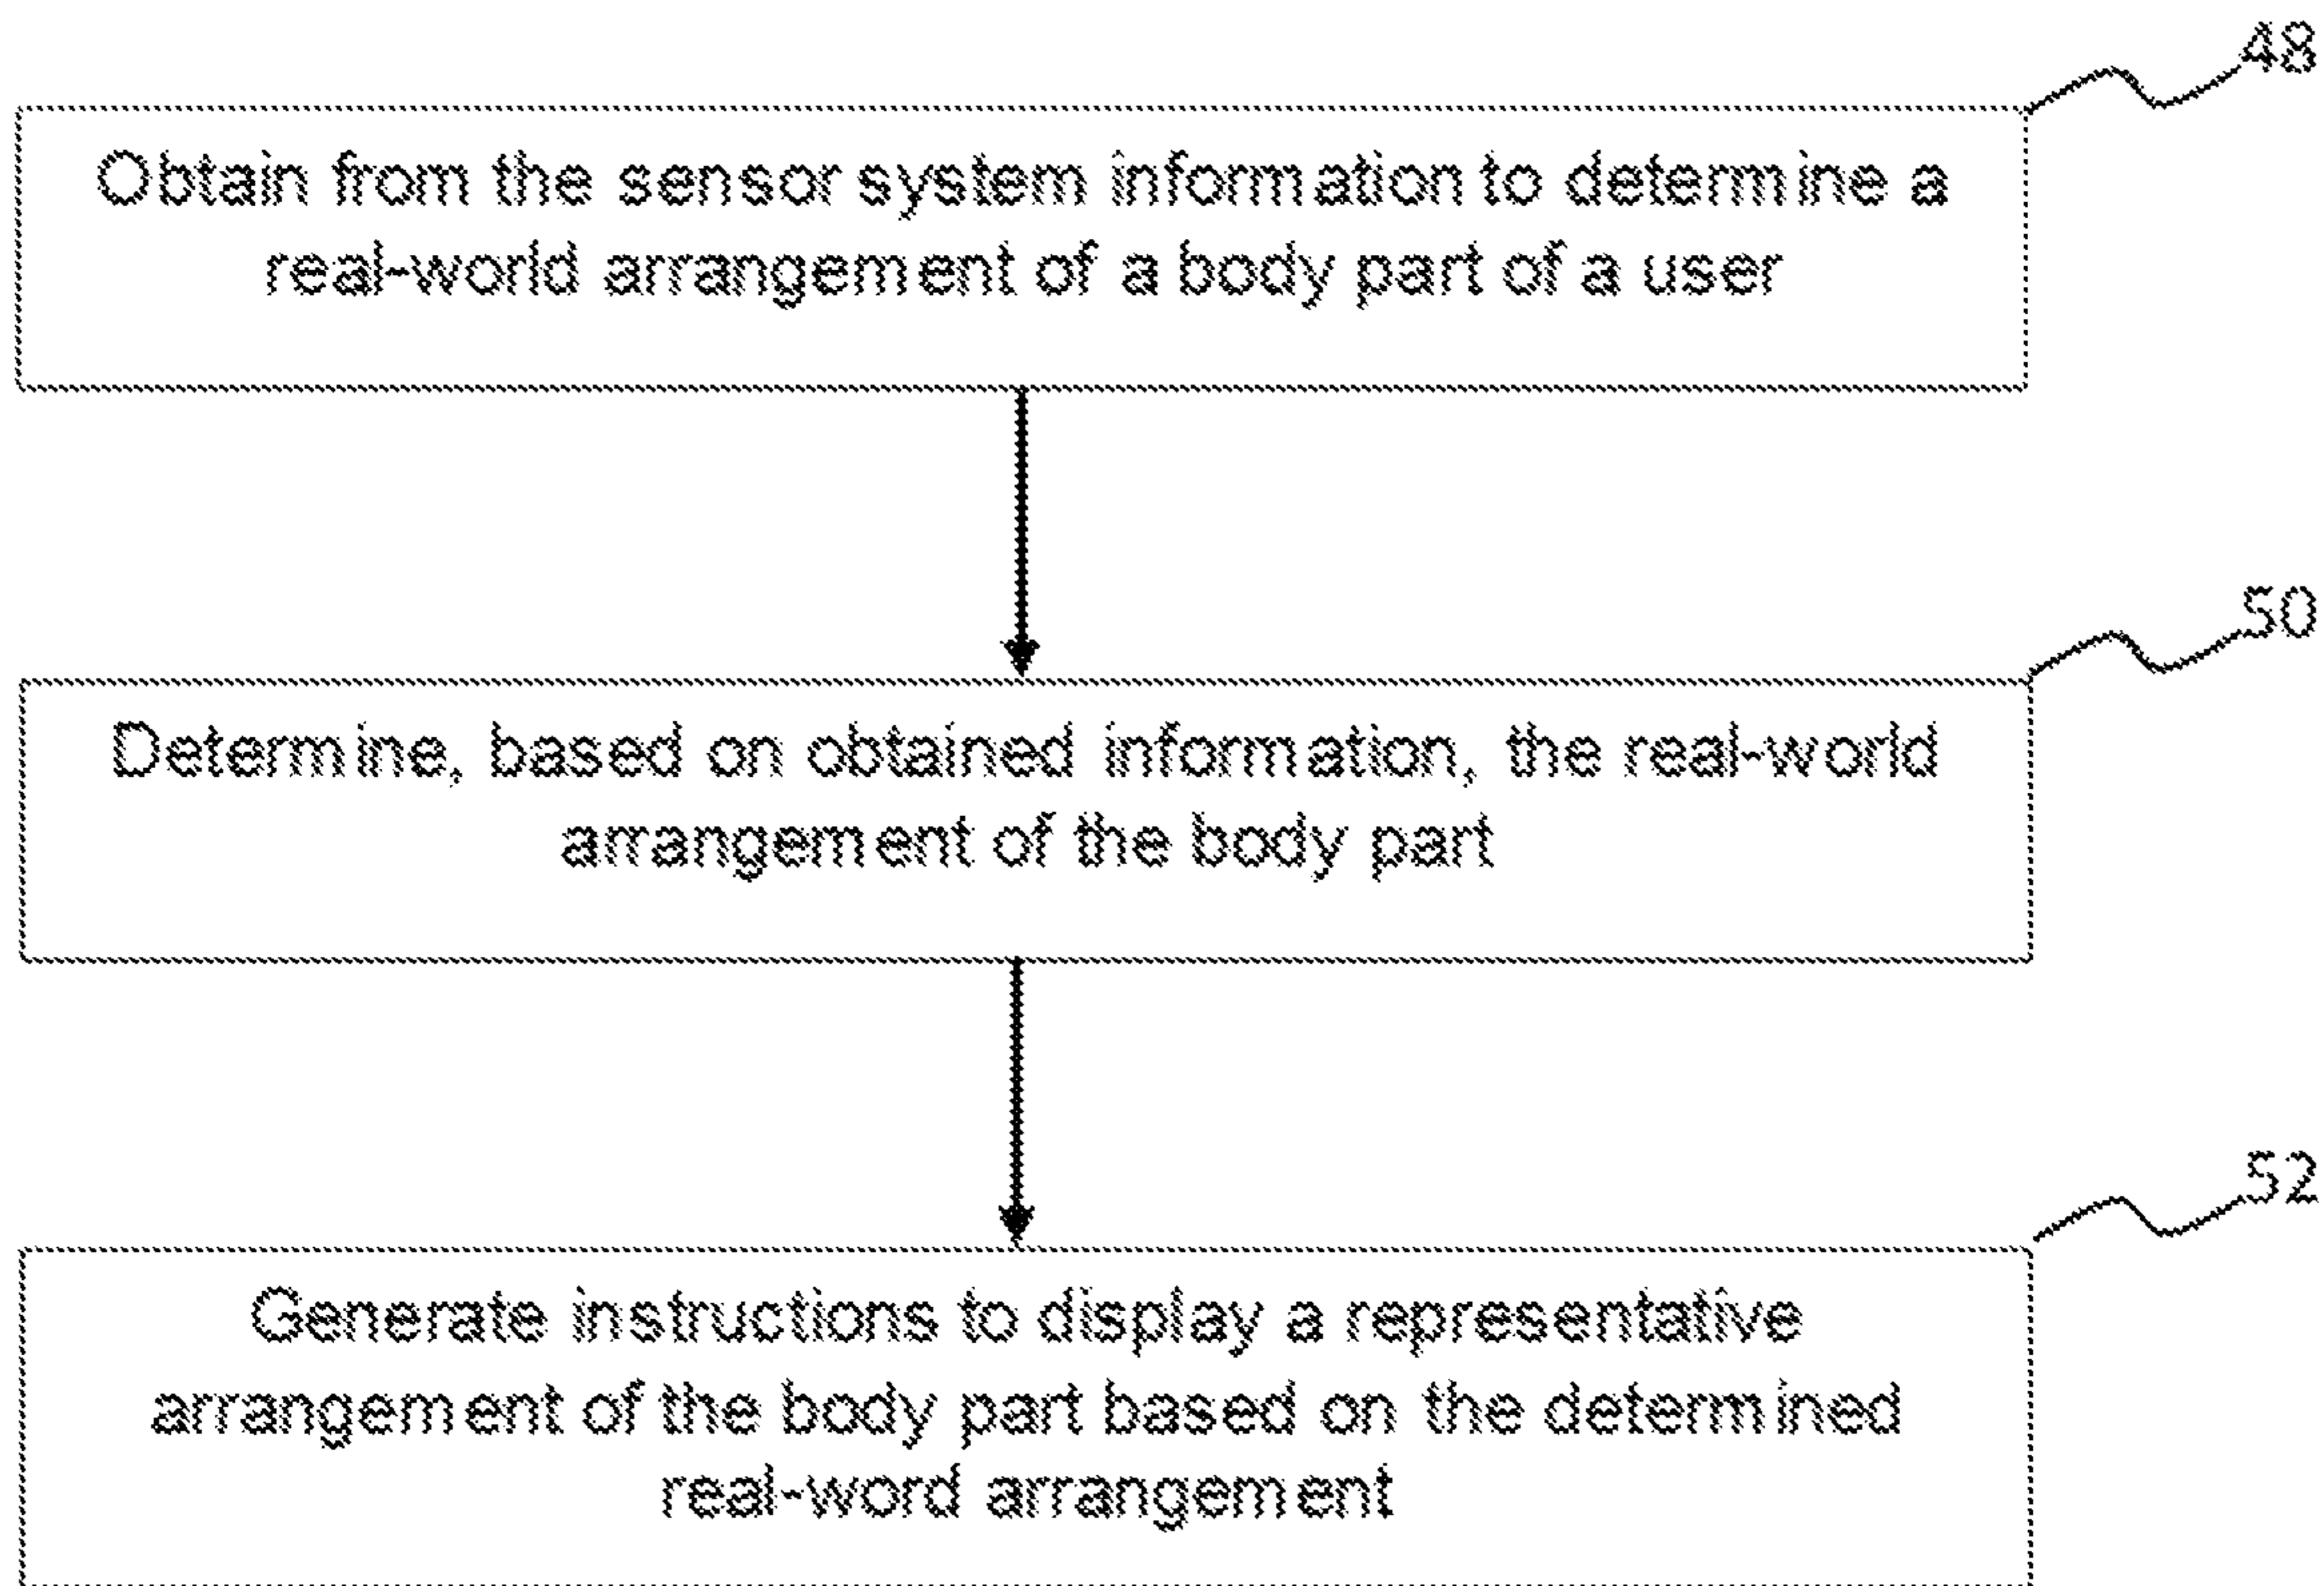 48
Obtain from the sensor system information to determine a
real-world arrangement of a body part of a user
50
Determine, based on obtained information, the real-world
arrangement of the body part
52
Generate instructions to display a representative
arrangement of the body part based on the determined
real-word arrangement